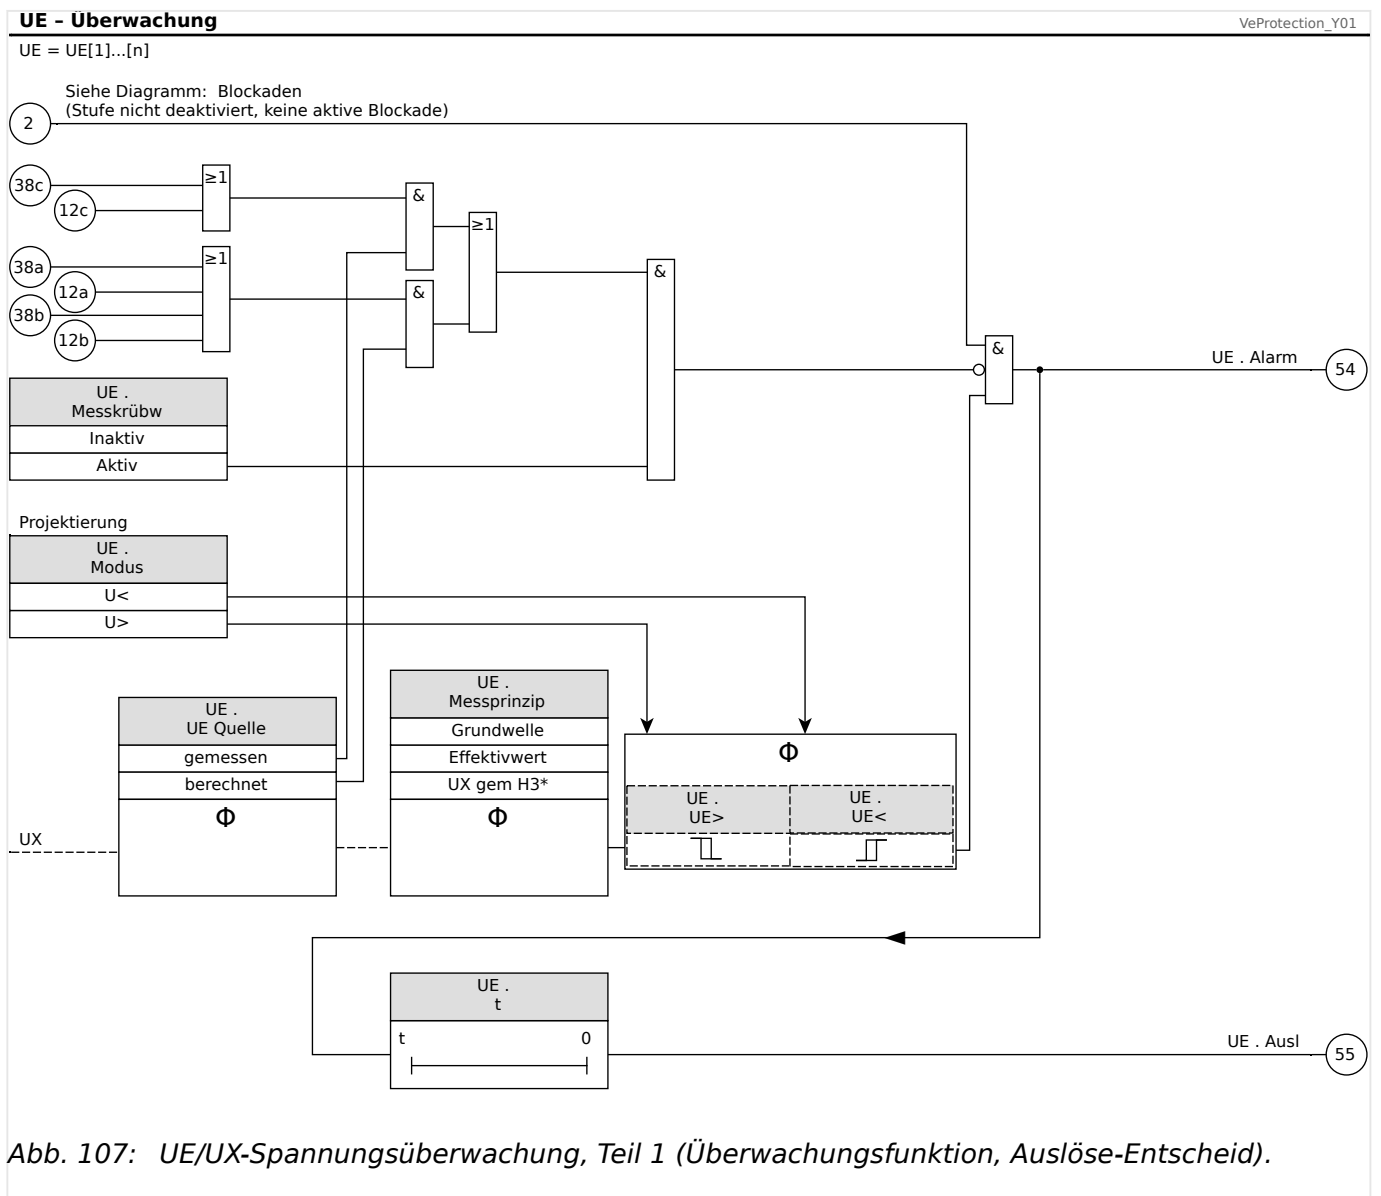 UE – Überwachung
VeProtection_Y01
UE = UE[1]...[n]
Siehe Diagramm: Blockaden
(Stufe nicht deaktiviert, keine aktive Blockade)
2
38c
12c
≥1
&
≥1
38a
12a
38b
12b
≥1
&
&
&
UE . Alarm
54
UE .
Messkrübw
Inaktiv
Aktiv
Projektierung
UE .
Modus
U<
U>
UE .
UE Quelle
gemessen
berechnet
Φ
UX
UE .
Messprinzip
Grundwelle
Effektivwert
UX gem H3*
Φ
Φ
UE .
UE>
UE .
UE<
UE .
t
t
0
UE . Ausl
55
Abb. 107: UE/UX-Spannungsüberwachung, Teil 1 (Überwachungsfunktion, Auslöse-Entscheid).